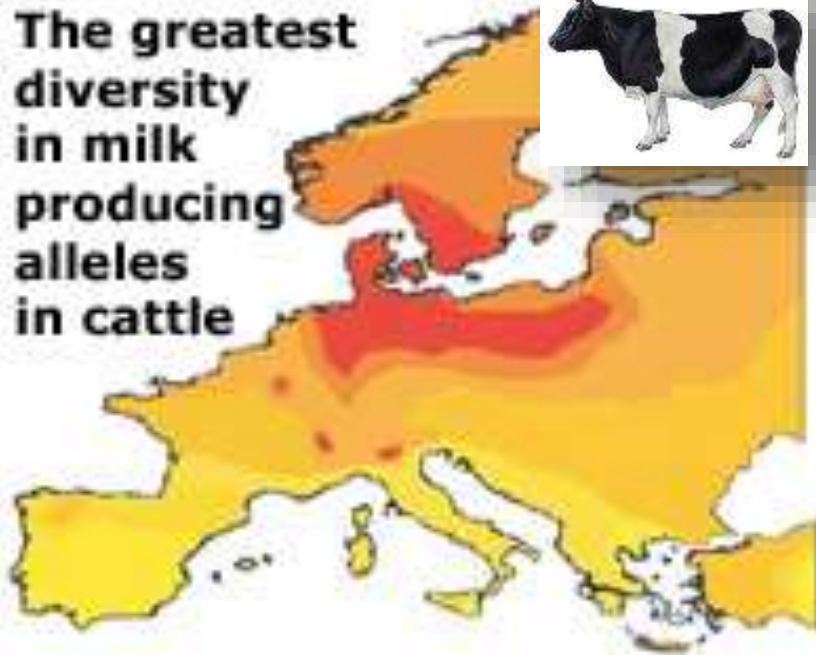 The greatest
diversity
in milk
producing
alleles
in cattle